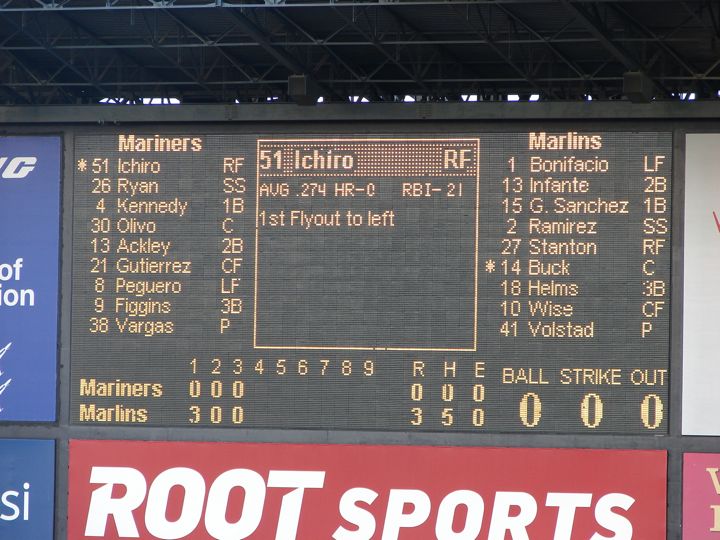 Mariners
* 51 Ichiro RF
26 Ryan SS
4 Kennedy 1B
30 Olivo C
13 Ackley 2B
21 Gutierrez CF
8 Peguero LF
9 Figgins 3B
38 Vargas P
51 Ichiro RF
AVG .274 HR-0 RBI-21
1st Flyout to left
Marlins
1 Bonifacio LF
13 Infante 2B
15 G. Sanchez 1B
2 Ramirez SS
27 Stanton RF
* 14 Buck C
18 Helms 3B
10 Wise CF
41 Volstad P
1 2 3 4 5 6 7 8 9 R H E
Mariners 0 0 0 0 0 0
Marlins 3 0 0 3 5 0
BALL STRIKE OUT
0 0 0
of
ion
si
ROOT SPORTS